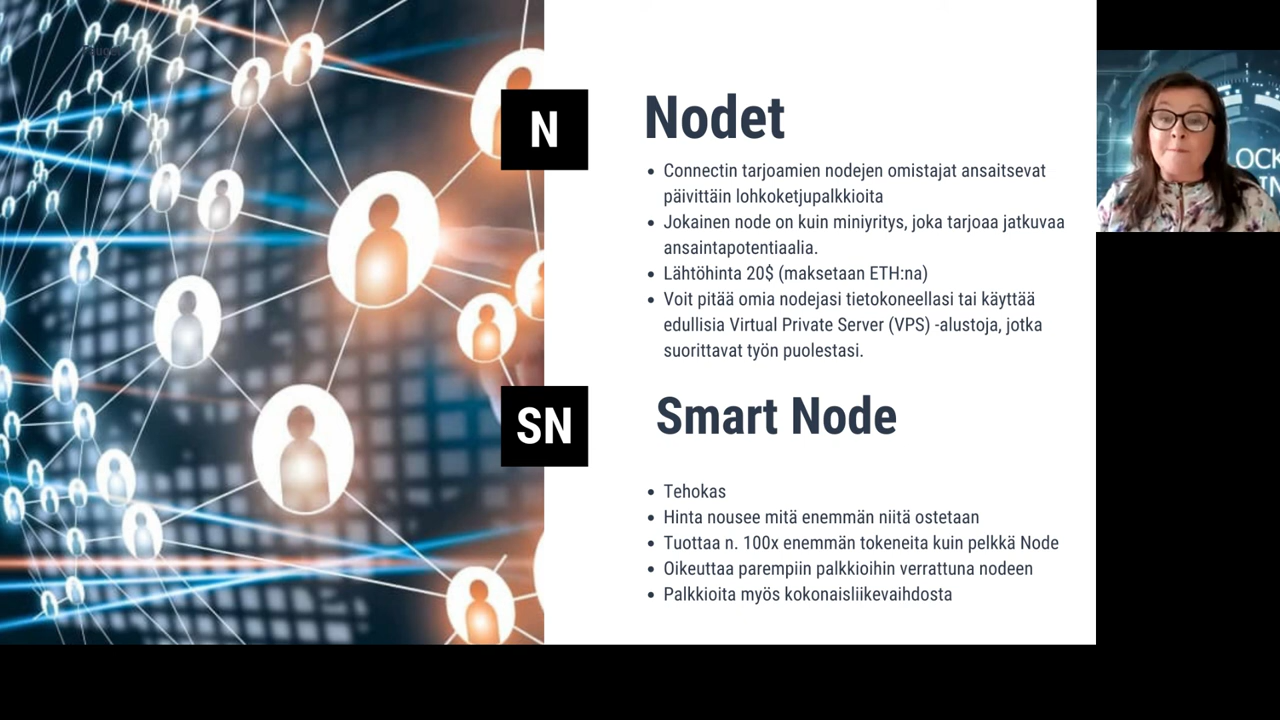 N
Nodet
Connectin tarjoamien nodejen omistajat ansaitsevat
päivittäin lohkoketjupalkkioita
Jokainen node on kuin miniyritys, joka tarjoaa jatkuvaa
ansaintapotentiaalia.
Lähtöhinta 20$ (maksetaan ETH:na)
Voit pitää omia nodejasi tietokoneellasi tai käyttää
edullisia Virtual Private Server (VPS) -alustoja, jotka
suorittavat työn puolestasi.
SN
Smart Node
Tehokas
Hinta nousee mitä enemmän niitä ostetaan
Tuottaa n. 100x enemmän tokeneita kuin pelkkä Node
Oikeuttaa parempiin palkkioihin verrattuna nodeen
Palkkioita myös kokonaisliikevaihdosta
OCK